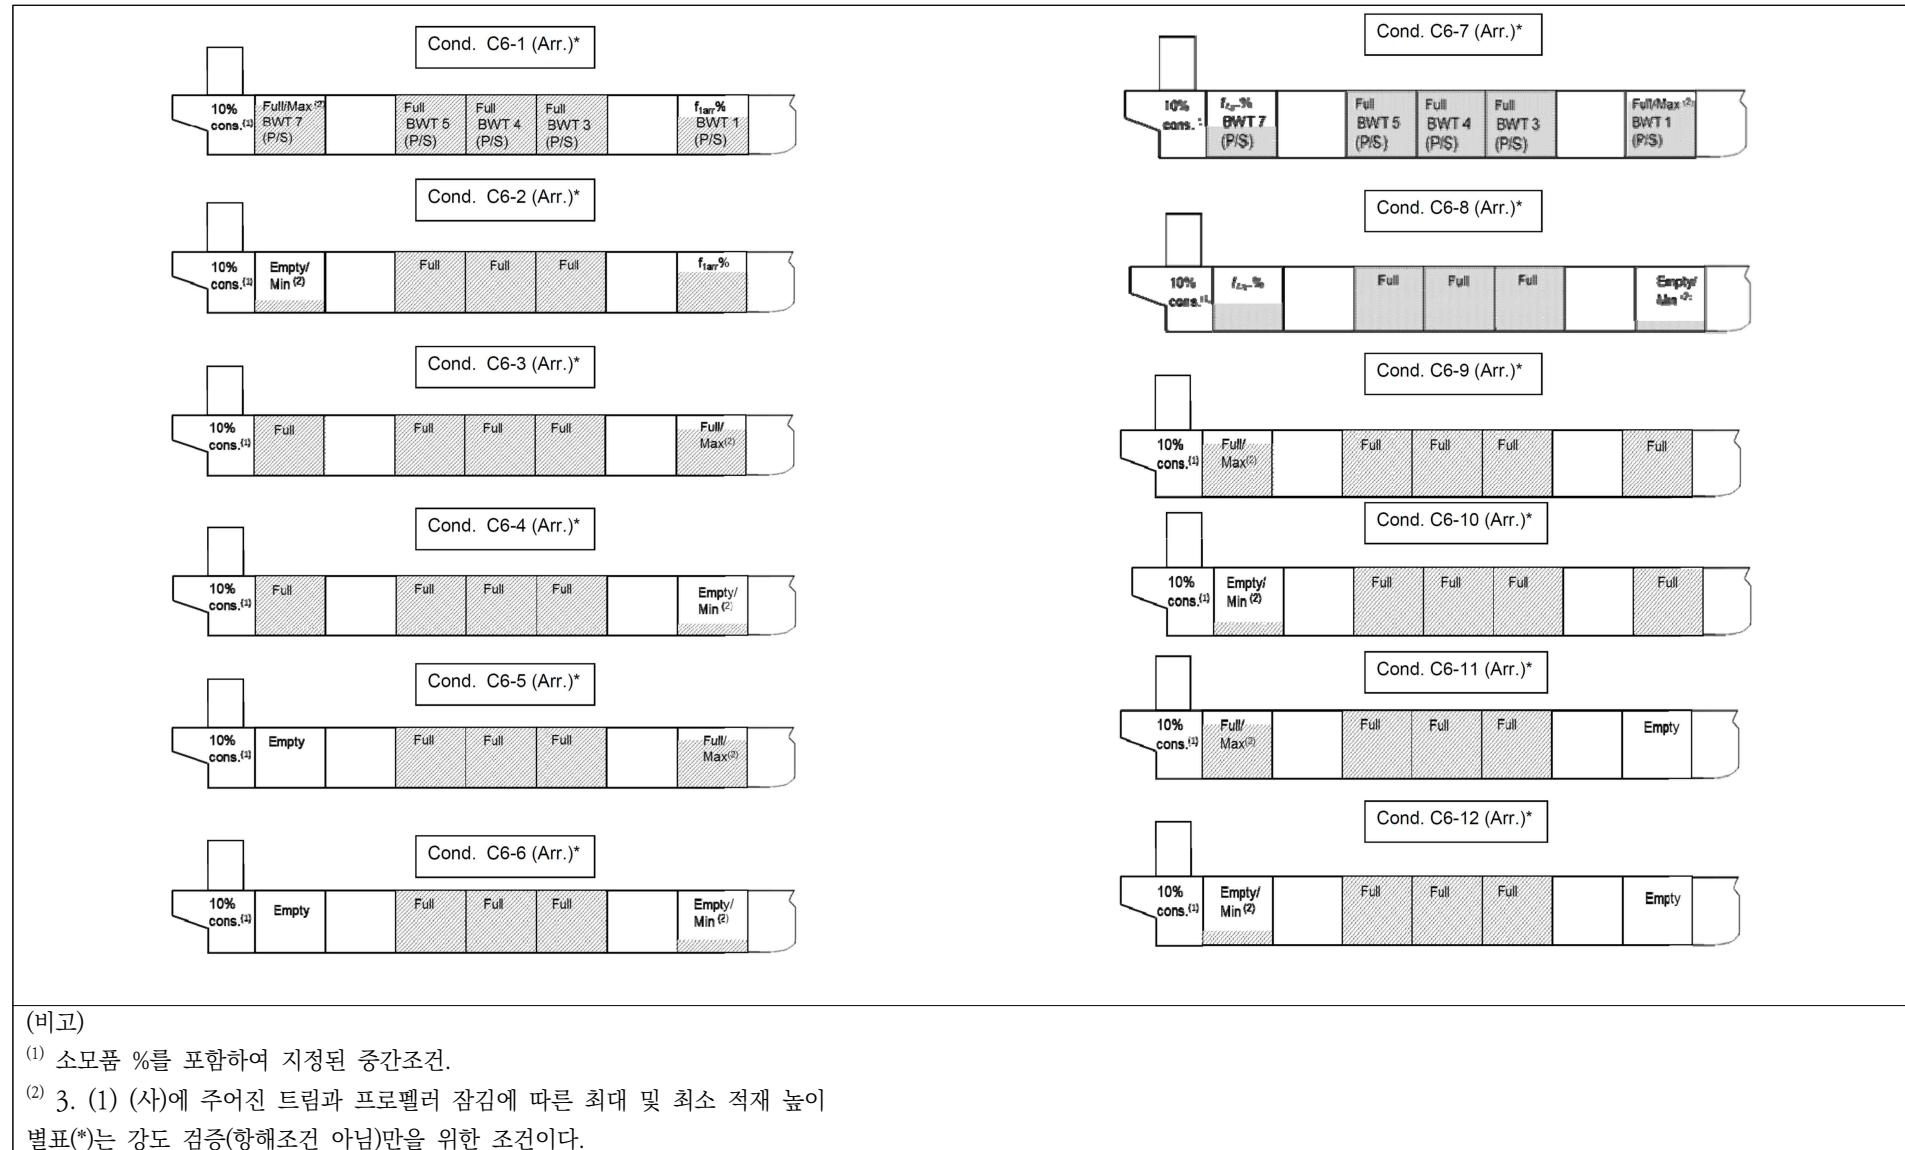 Cond. C6-1 (Arr.)*
10%
cons.(1)
Full/Max (2)
BWT 7
(P/S)
Full
BWT 5
(P/S)
Full
BWT 4
(P/S)
Full
BWT 3
(P/S)
f1arr%
BWT 1
(P/S)
Cond. C6-2 (Arr.)*
10%
cons.(1)
Empty/
Min (2)
Full
Full
Full
f1arr%
Cond. C6-3 (Arr.)*
10%
cons.(1)
Full
Full
Full
Full
Full/
Max(2)
Cond. C6-4 (Arr.)*
10%
cons.(1)
Full
Full
Full
Full
Empty/
Min (2)
Cond. C6-5 (Arr.)*
10%
cons.(1)
Empty
Full
Full
Full
Full/
Max(2)
Cond. C6-6 (Arr.)*
10%
cons.(1)
Empty
Full
Full
Full
Empty/
Min (2)
Cond. C6-7 (Arr.)*
10%
cons.
BWT 7
(P/S)
Full
BWT 5
(P/S)
Full
BWT 4
(P/S)
Full
BWT 3
(P/S)
Full/Max (2)
BWT 1
(P/S)
Cond. C6-8 (Arr.)*
10%
cons.
Full
Full
Full
Empty/
Min (2)
Cond. C6-9 (Arr.)*
10%
cons.(1)
Full/
Max(2)
Full
Full
Full
Full
Cond. C6-10 (Arr.)*
10%
cons.(1)
Empty/
Min (2)
Full
Full
Full
Full
Cond. C6-11 (Arr.)*
10%
cons.(1)
Full/
Max(2)
Full
Full
Full
Empty
Cond. C6-12 (Arr.)*
10%
cons.(1)
Empty/
Min (2)
Full
Full
Full
Empty
(비고)
(1) 소모품 %를 포함하여 지정된 중간조건.
(2) 3. (1) (사)에 주어진 트림과 프로펠러 잠김에 따른 최대 및 최소 적재 높이
별표(*)는 강도 검증(항해조건 아님)만을 위한 조건이다.